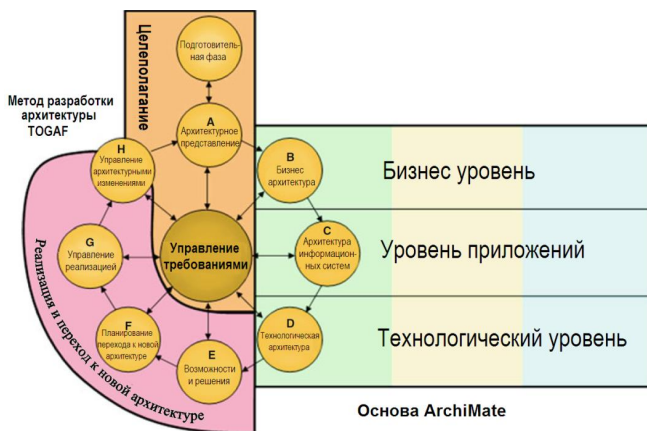 Целеполагание
Подготовитель-
ная фаза
Метод разработки
архитектуры
TOGAF
A
Архитектурное
представление
H
Управление
архитектурными
изменениями
B
Бизнес
архитектура
Бизнес уровень
G
Управление
реализацией
Управление
требованиями
C
Архитектура
информацион-
ных систем
Уровень приложений
F
Планирование
перехода к новой
архитектуре
E
Возможности
и решения
D
Технологическая
архитектура
Технологический уровень
Реализация и переход к новой архитектуре
Основа ArchiMate